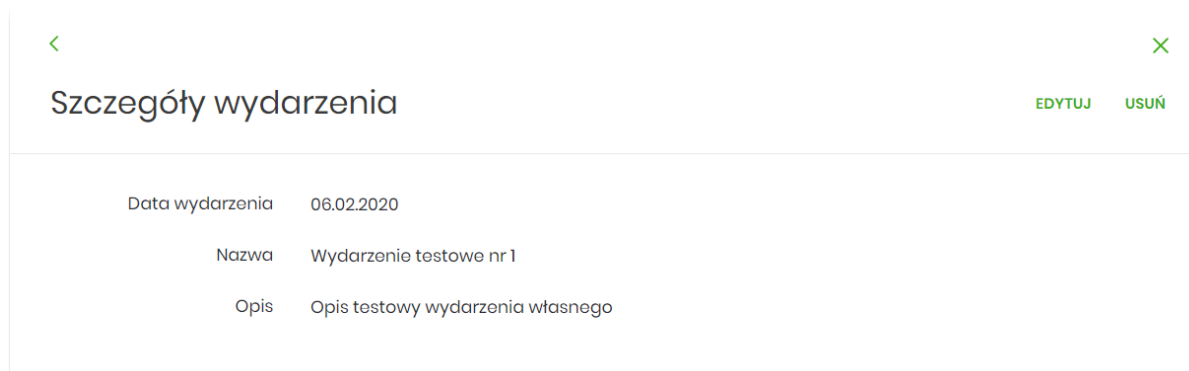 Szczegóły wydarzenia
EDYTUJ USUŃ
Data wydarzenia 06.02.2020
Nazwa Wydarzenie testowe nr 1
Opis Opis testowy wydarzenia własnego